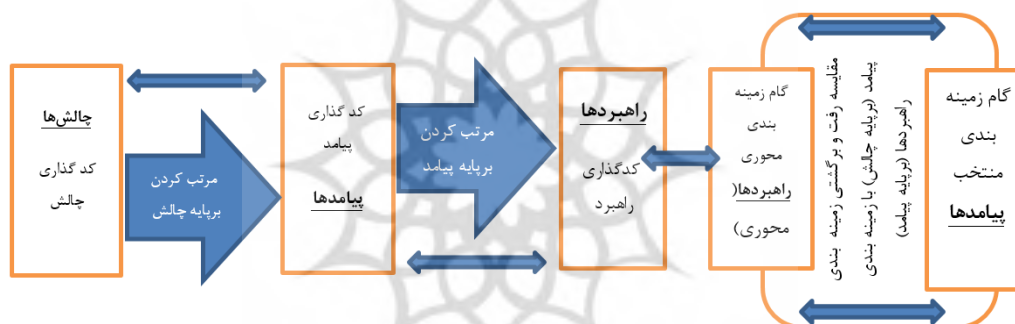 چالش‌ها
کد گذاری
چالش
مرتب کردن
برپایه چالش
کد گذاری
پیامد
پیامدها
مرتب کردن
برپایه پیامد
راهبردها
کدگذاری
راهبرد
گام زمینه
بندی
محوری
راهبردها(
محوری)
مقایسه رفت و برگشتی زمینه بندی
پیامد (برپایه چالش) با زمینه بندی
راهبردها (برپایه پیامد)
گام زمینه
بندی
منتخب
پیامدها